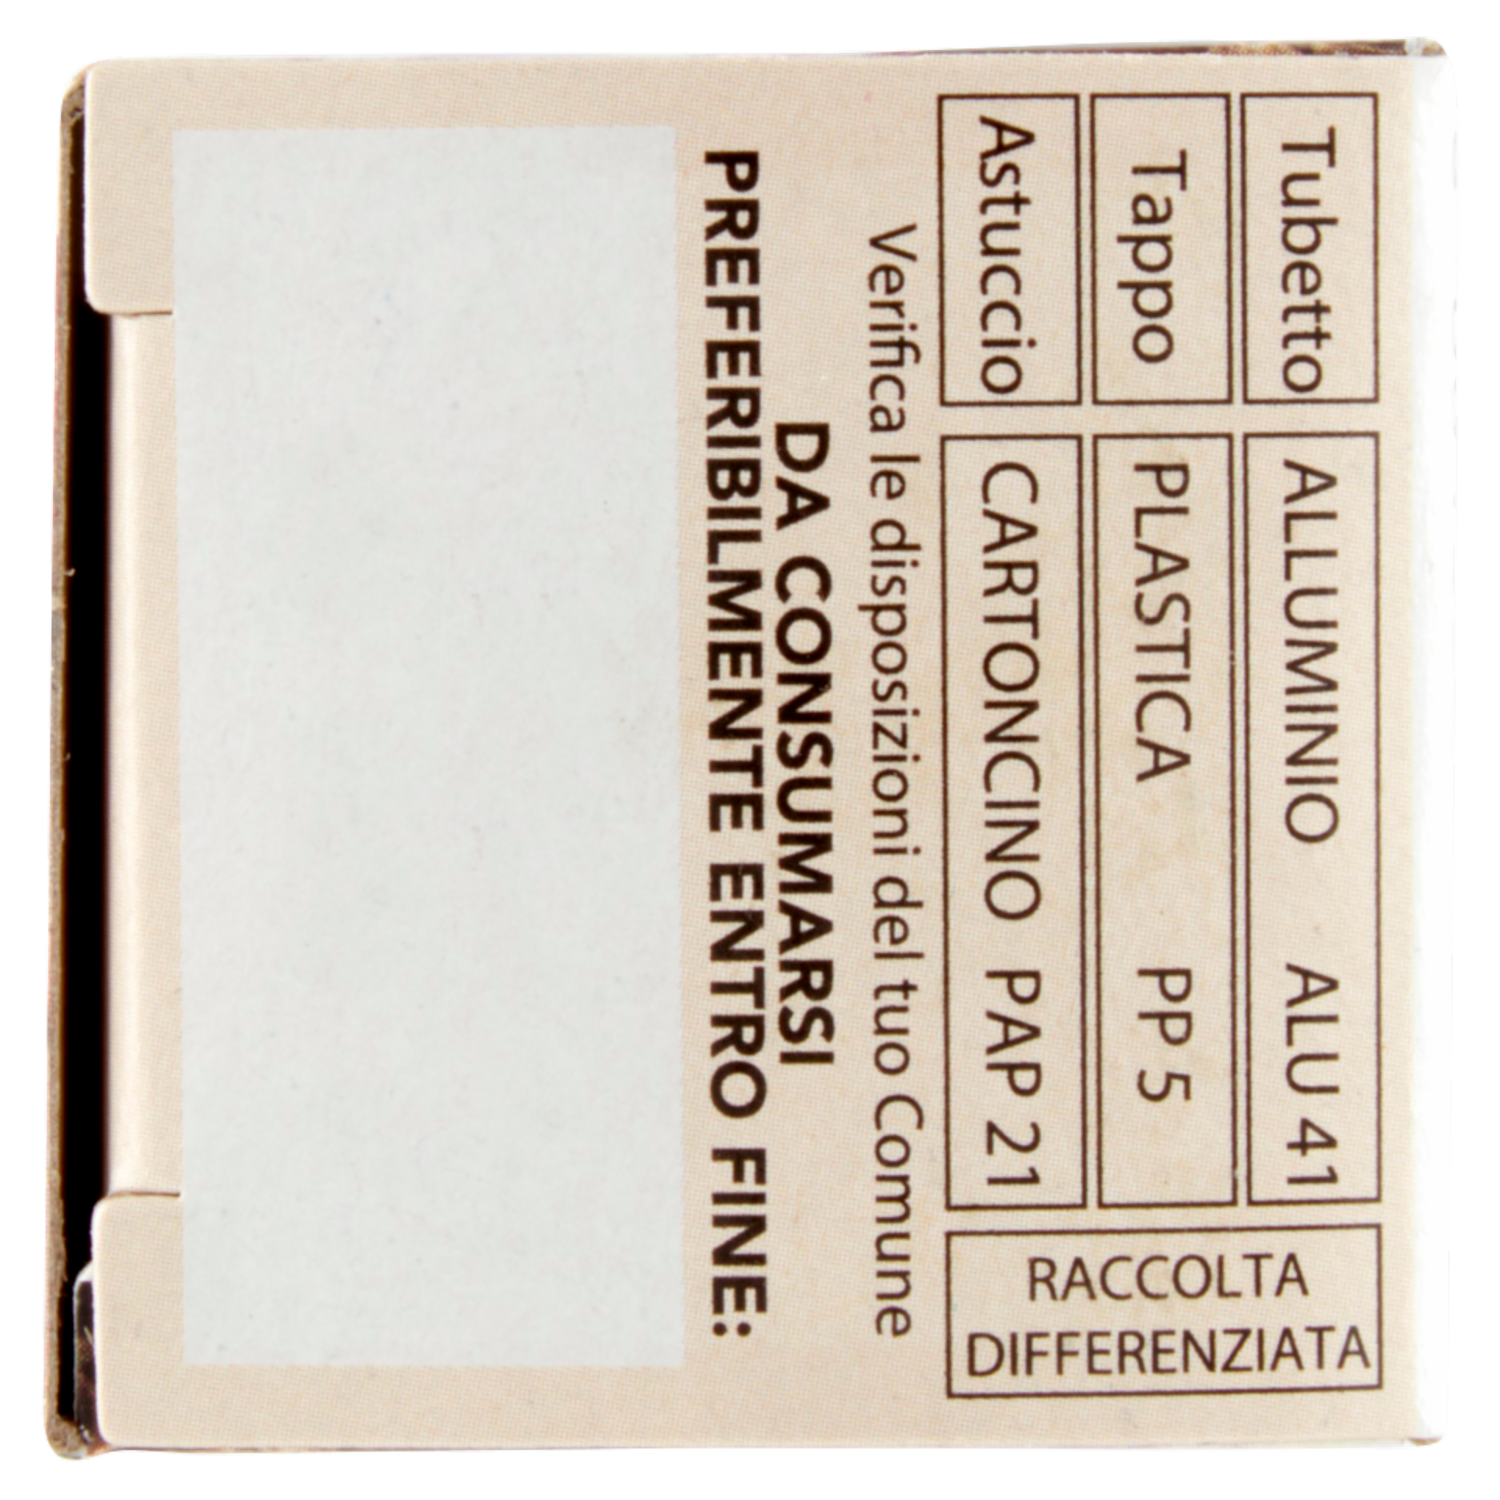 Tubetto
ALLUMINIO ALU 41
Tappo
PLASTICA PP 5
Astuccio
CARTONCINO PAP 21
RACCOLTA
DIFFERENZIATA
Verifica le disposizioni del tuo Comune
DA CONSUMARSI
PREFERIBILMENTE ENTRO FINE: